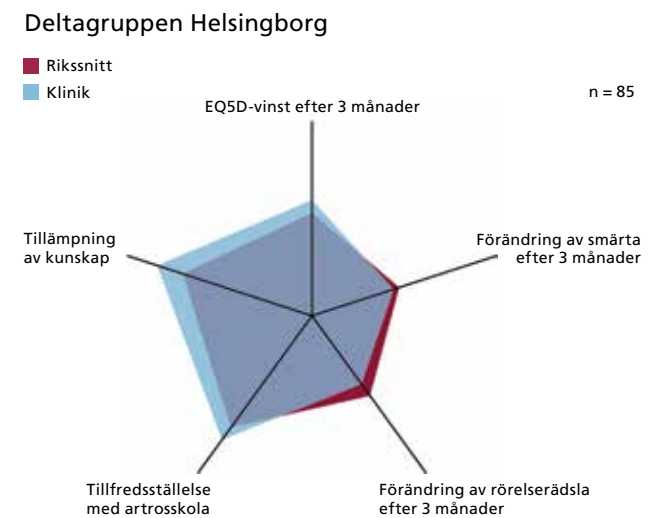 Deltagruppen Helsingborg
Rikssnitt
Klinik
n = 85
EQ5D-vinst efter 3 månader
Tillämpning
av kunskap
Förändring av smärta
efter 3 månader
Tillfredsställelse
med artrosskola
Förändring av rörelserädsla
efter 3 månader